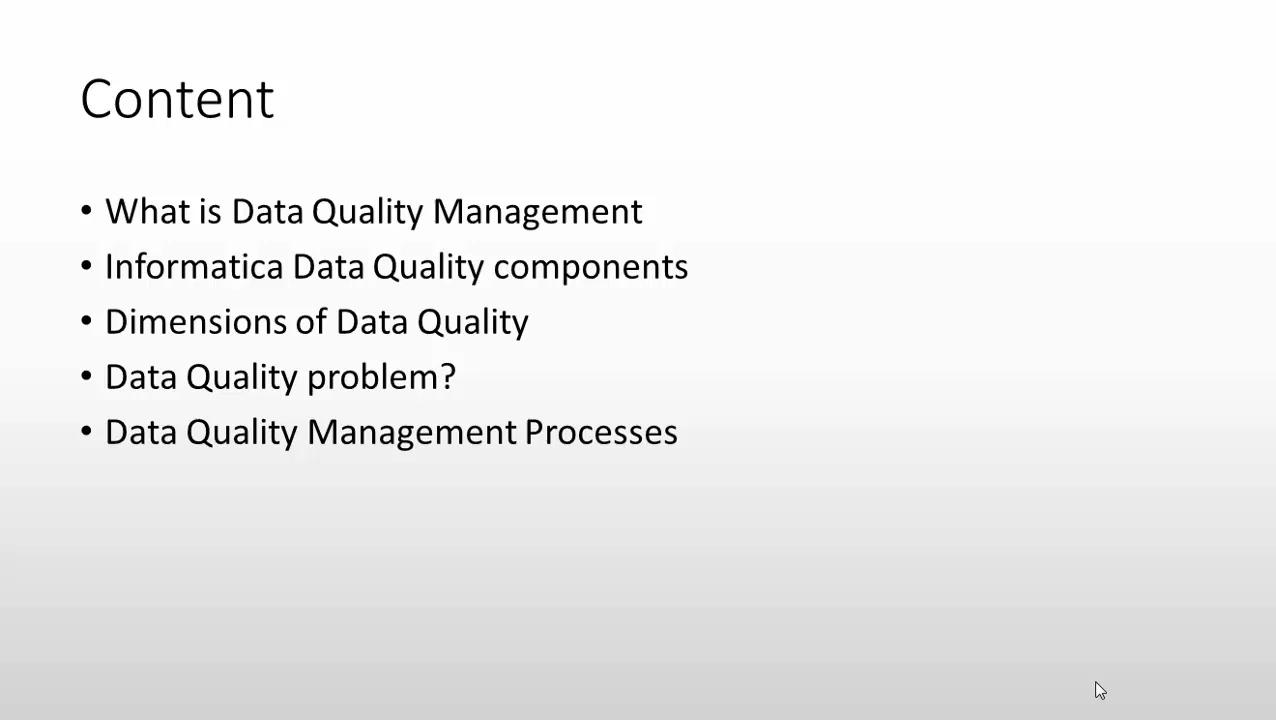 Content
• What is Data Quality Management
• Informatica Data Quality components
• Dimensions of Data Quality
• Data Quality problem?
• Data Quality Management Processes